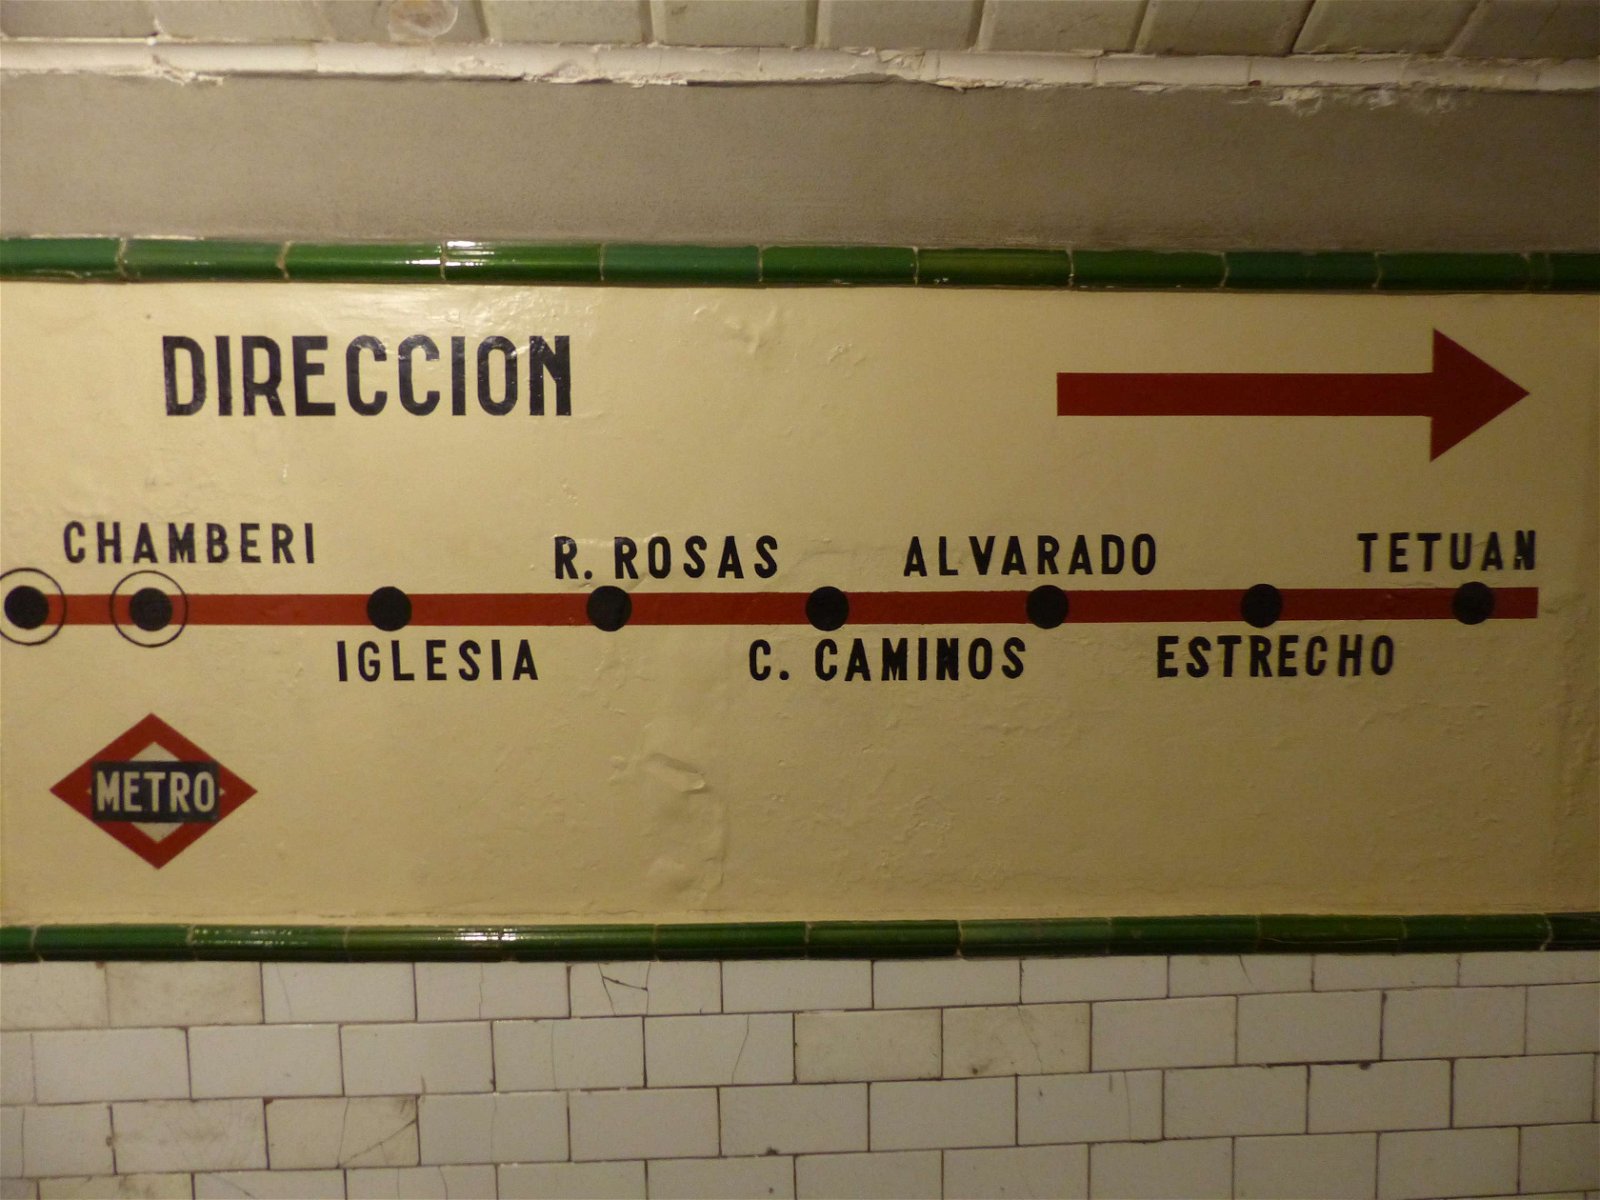 DIRECCION
CHAMBERI
IGLESIA
R. ROSAS
C. CAMINOS
ALVARADO
ESTRECHO
TETUAN
METRO